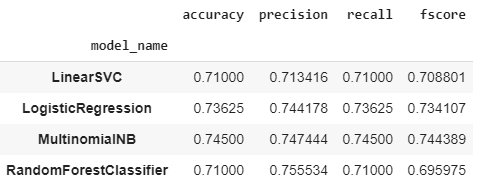 accuracy precision recall fscore
model_name
LinearSVC 0.71000 0.713416 0.71000 0.708801
LogisticRegression 0.73625 0.744178 0.73625 0.734107
MultinomialNB 0.74500 0.747444 0.74500 0.744389
RandomForestClassifier 0.71000 0.755534 0.71000 0.695975